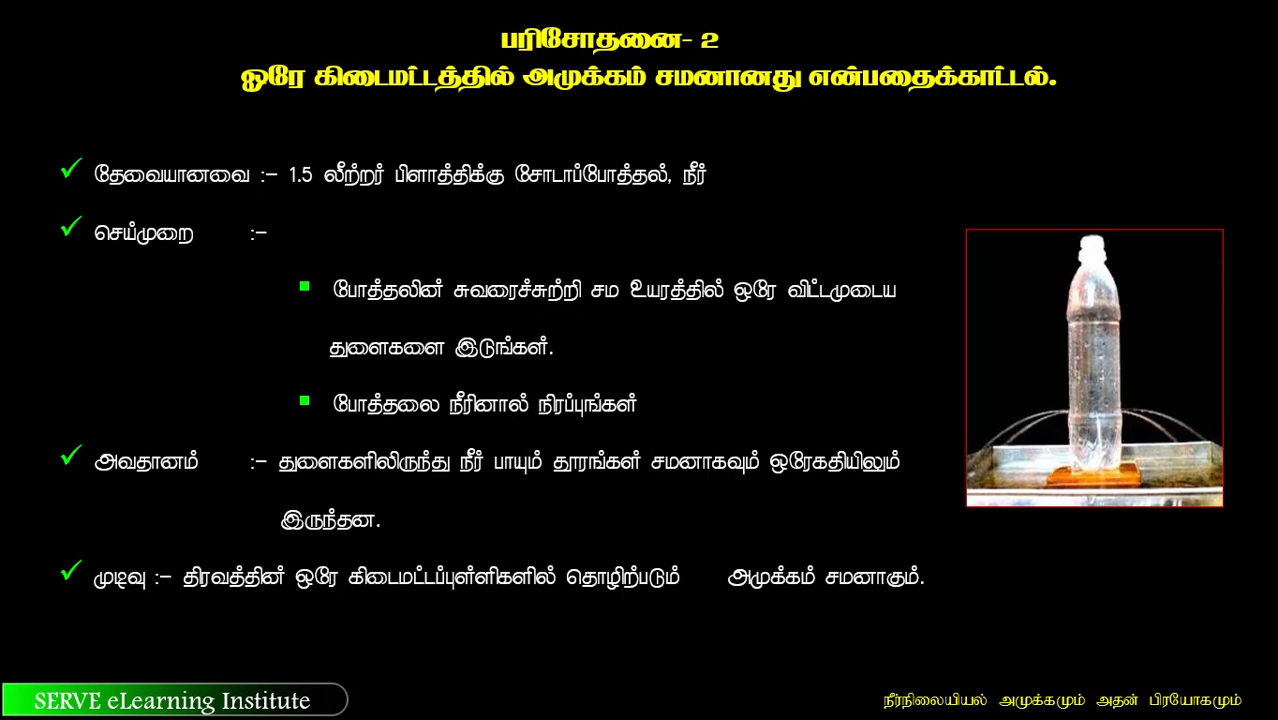 பரிசோதனை- 2
ஒரே கிடைமட்டத்தில் அமுக்கம் சமனானது என்பதைக்காட்டல்.
தேவையானவை :- 1.5 லீற்றர் பிளாத்திக்கு சோடாப்போத்தல், நீர்
செய்முறை :-
போத்தலின் சுவரைச்சுற்றி சம உயரத்தில் ஒரே விட்டமுடைய
துளைகளை இடுங்கள்.
போத்தலை நீரினால் நிரப்புங்கள்
அவதானம் :- துளைகளிலிருந்து நீர் பாயும் தூரங்கள் சமனாகவும் ஒரேகதியிலும்
இருந்தன.
முடிவு :- திரவத்தின் ஒரே கிடைமட்டப்புள்ளிகளில் தொழிற்படும் அமுக்கம் சமனாகும்.
SERVE eLearning Institute
நீர்நிலையியல் அமுக்கமும் அதன் பிரயோகமும்